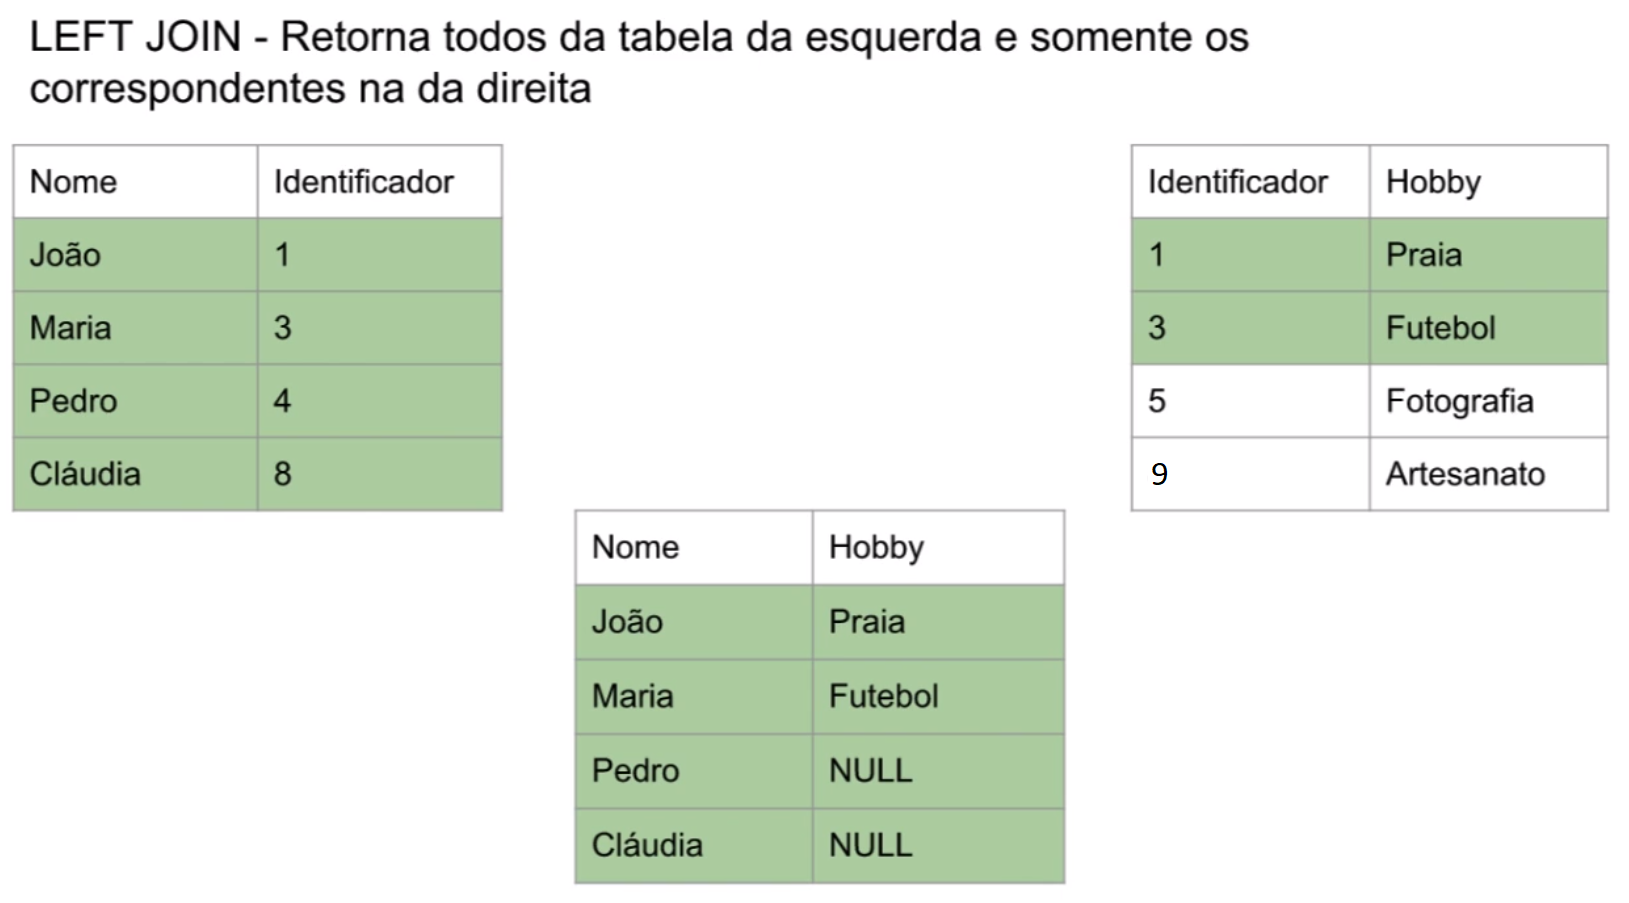 LEFT JOIN - Retorna todos da tabela da esquerda e somente os
correspondentes na da direita
Nome Identificador
João 1
Maria 3
Pedro 4
Cláudia 8
Identificador Hobby
1 Praia
3 Futebol
5 Fotografia
9 Artesanato
Nome Hobby
João Praia
Maria Futebol
Pedro NULL
Cláudia NULL